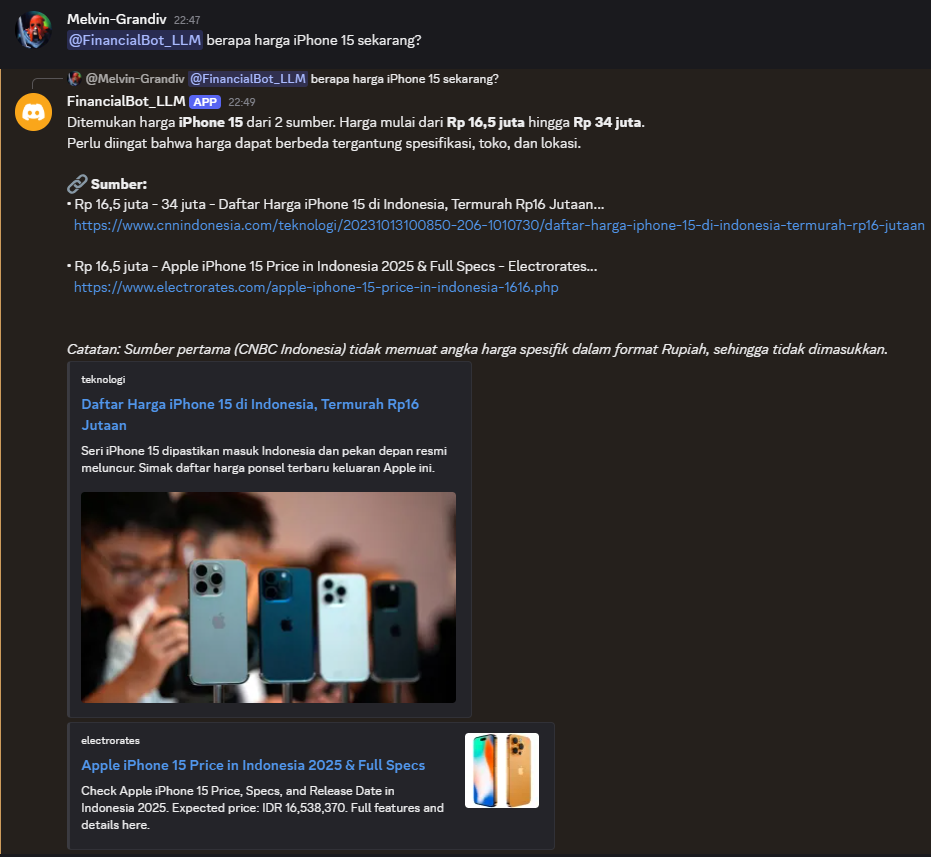 Melvin-Grandiv 22:47
@FinancialBot_LLM berapa harga iPhone 15 sekarang?
@Melvin-Grandiv @FinancialBot_LLM berapa harga iPhone 15 sekarang?
FinancialBot_LLM APP 22:49
Ditemukan harga iPhone 15 dari 2 sumber. Harga mulai dari Rp 16,5 juta hingga Rp 34 juta.
Perlu diingat bahwa harga dapat berbeda tergantung spesifikasi, toko, dan lokasi.
🔗 Sumber:
• Rp 16,5 juta - 34 juta - Daftar Harga iPhone 15 di Indonesia, Termurah Rp16 Jutaan...
https://www.cnnindonesia.com/teknologi/20231013100850-206-1010730/daftar-harga-iphone-15-di-indonesia-termurah-rp16-jutaan
• Rp 16,5 juta - Apple iPhone 15 Price in Indonesia 2025 & Full Specs - Electrorates...
https://www.electrorates.com/apple-iphone-15-price-in-indonesia-1616.php
Catatan: Sumber pertama (CNBC Indonesia) tidak memuat angka harga spesifik dalam format Rupiah, sehingga tidak dimasukkan.
teknologi
Daftar Harga iPhone 15 di Indonesia, Termurah Rp16
Jutaan
Seri iPhone 15 dipastikan masuk Indonesia dan pekan depan resmi
meluncur. Simak daftar harga ponsel terbaru keluaran Apple ini.
electrorates
Apple iPhone 15 Price in Indonesia 2025 & Full Specs
Check Apple iPhone 15 Price, Specs, and Release Date in
Indonesia 2025. Expected price: IDR 16,538,370. Full features and
details here.